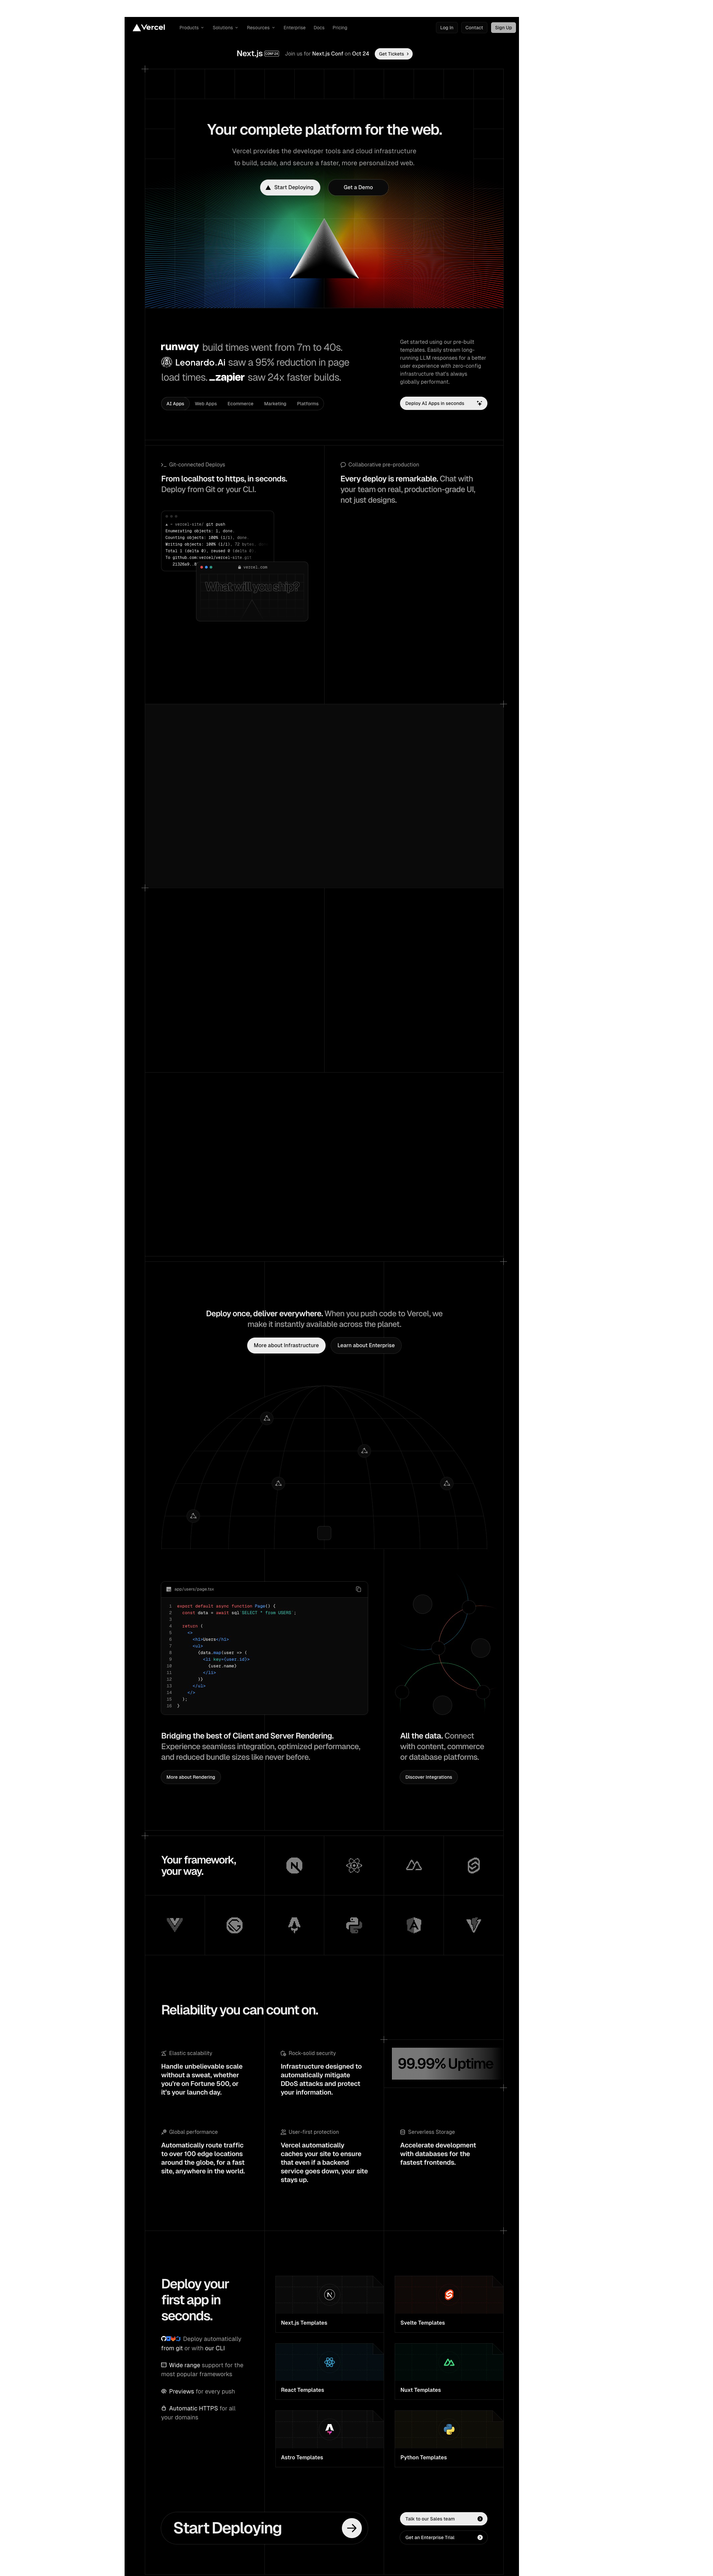 Vercel
Products Solutions Resources Enterprise Docs Pricing
Log In Contact Sign Up
Next.js CONF24 Join us for Next.js Conf on Oct 24 Get Tickets
Your complete platform for the web.
Vercel provides the developer tools and cloud infrastructure
to build, scale, and secure a faster, more personalized web.
Start Deploying Get a Demo
runway build times went from 7m to 40s.
Leonardo.Ai saw a 95% reduction in page
load times. _zapier saw 24x faster builds.
AI Apps Web Apps Ecommerce Marketing Platforms
Get started using our pre-built
templates. Easily stream long-
running LLM responses for a better
user experience with zero-config
infrastructure that's always
globally performant.
Deploy AI Apps in seconds
Git-connected Deploys
From localhost to https, in seconds.
Deploy from Git or your CLI.
▲ ~ vercel-site/ git push
Enumerating objects: 1, done.
Counting objects: 100% (1/1), done.
Writing objects: 100% (1/1), 72 bytes
Total 1 (delta 0), reused 0 (delta 0)
To github.com:vercel/vercel-site.git
vercel.com
What will you ship?
Collaborative pre-production
Every deploy is remarkable. Chat with
your team on real, production-grade UI,
not just designs.
Deploy once, deliver everywhere. When you push code to Vercel, we
make it instantly available across the planet.
More about Infrastructure Learn about Enterprise
app/users/page.tsx
1 export default async function Page() {
2 const data = await sql`SELECT * from USERS`;
3
4 return (
5 <>
6 <h1>Users</h1>
7 <ul>
8 {data.map(user => (
9 <li key={user.id}>
10 {user.name}
11 </li>
12 ))}
13 </ul>
14 </>
15 );
16 }
Bridging the best of Client and Server Rendering.
Experience seamless integration, optimized performance,
and reduced bundle sizes like never before.
More about Rendering
All the data. Connect
with content, commerce
or database platforms.
Discover Integrations
Your framework,
your way.
Reliability you can count on.
Elastic scalability
Handle unbelievable scale
without a sweat, whether
you're on Fortune 500, or
it's your launch day.
Rock-solid security
Infrastructure designed to
automatically mitigate
DDoS attacks and protect
your information.
99.99% Uptime
Global performance
Automatically route traffic
to over 100 edge locations
around the globe, for a fast
site, anywhere in the world.
User-first protection
Vercel automatically
caches your site to ensure
that even if a backend
service goes down, your site
stays up.
Serverless Storage
Accelerate development
with databases for the
fastest frontends.
Deploy your
first app in
seconds.
Deploy automatically
from git or with our CLI
Wide range support for the
most popular frameworks
Previews for every push
Automatic HTTPS for all
your domains
Next.js Templates
Svelte Templates
React Templates
Nuxt Templates
Astro Templates
Python Templates
Start Deploying
Talk to our Sales team
Get an Enterprise Trial